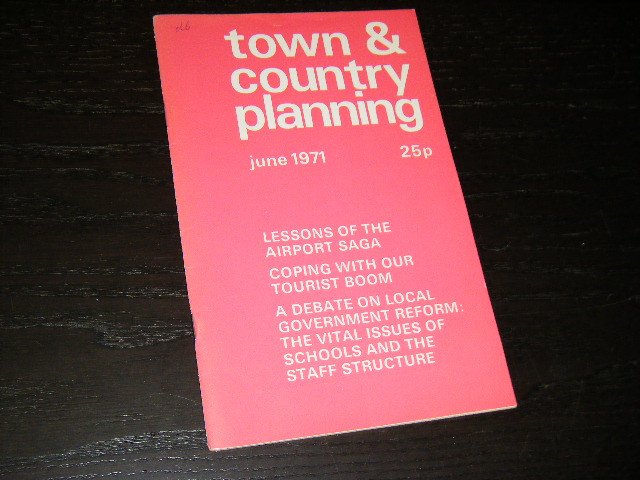 town &
country
planning
june 1971 25p
LESSONS OF THE
AIRPORT SAGA
COPING WITH OUR
TOURIST BOOM
A DEBATE ON LOCAL
GOVERNMENT REFORM:
THE VITAL ISSUES OF
SCHOOLS AND THE
STAFF STRUCTURE